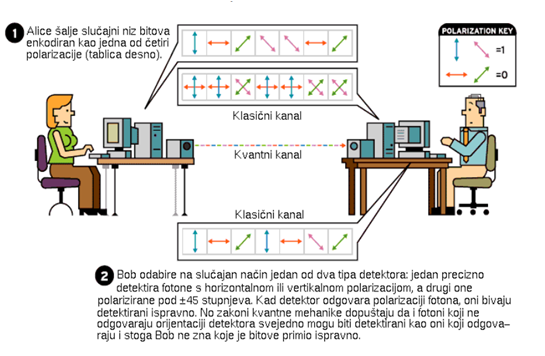 1 Alice šalje slučajni niz bitova
enkodiran kao jedna od četiri
polarizacije (tablica desno).
POLARIZATION KEY
=1
=0
Klasični kanal
Kvantni kanal
Klasični kanal
2 Bob odabire na slučajan način jedan od dva tipa detektora: jedan precizno
detektira fotone s horizontalnom ili vertikalnom polarizacijom, a drugi one
polarizirane pod ±45 stupnjeva. Kad detektor odgovara polarizaciji fotona, oni bivaju
detektirani ispravno. No zakoni kvantne mehanike dopuštaju da i fotoni koji ne
odgovaraju orijentaciji detektora svejedno mogu biti detektirani kao oni koji odgova-
raju i stoga Bob ne zna koje je bitove primio ispravno.